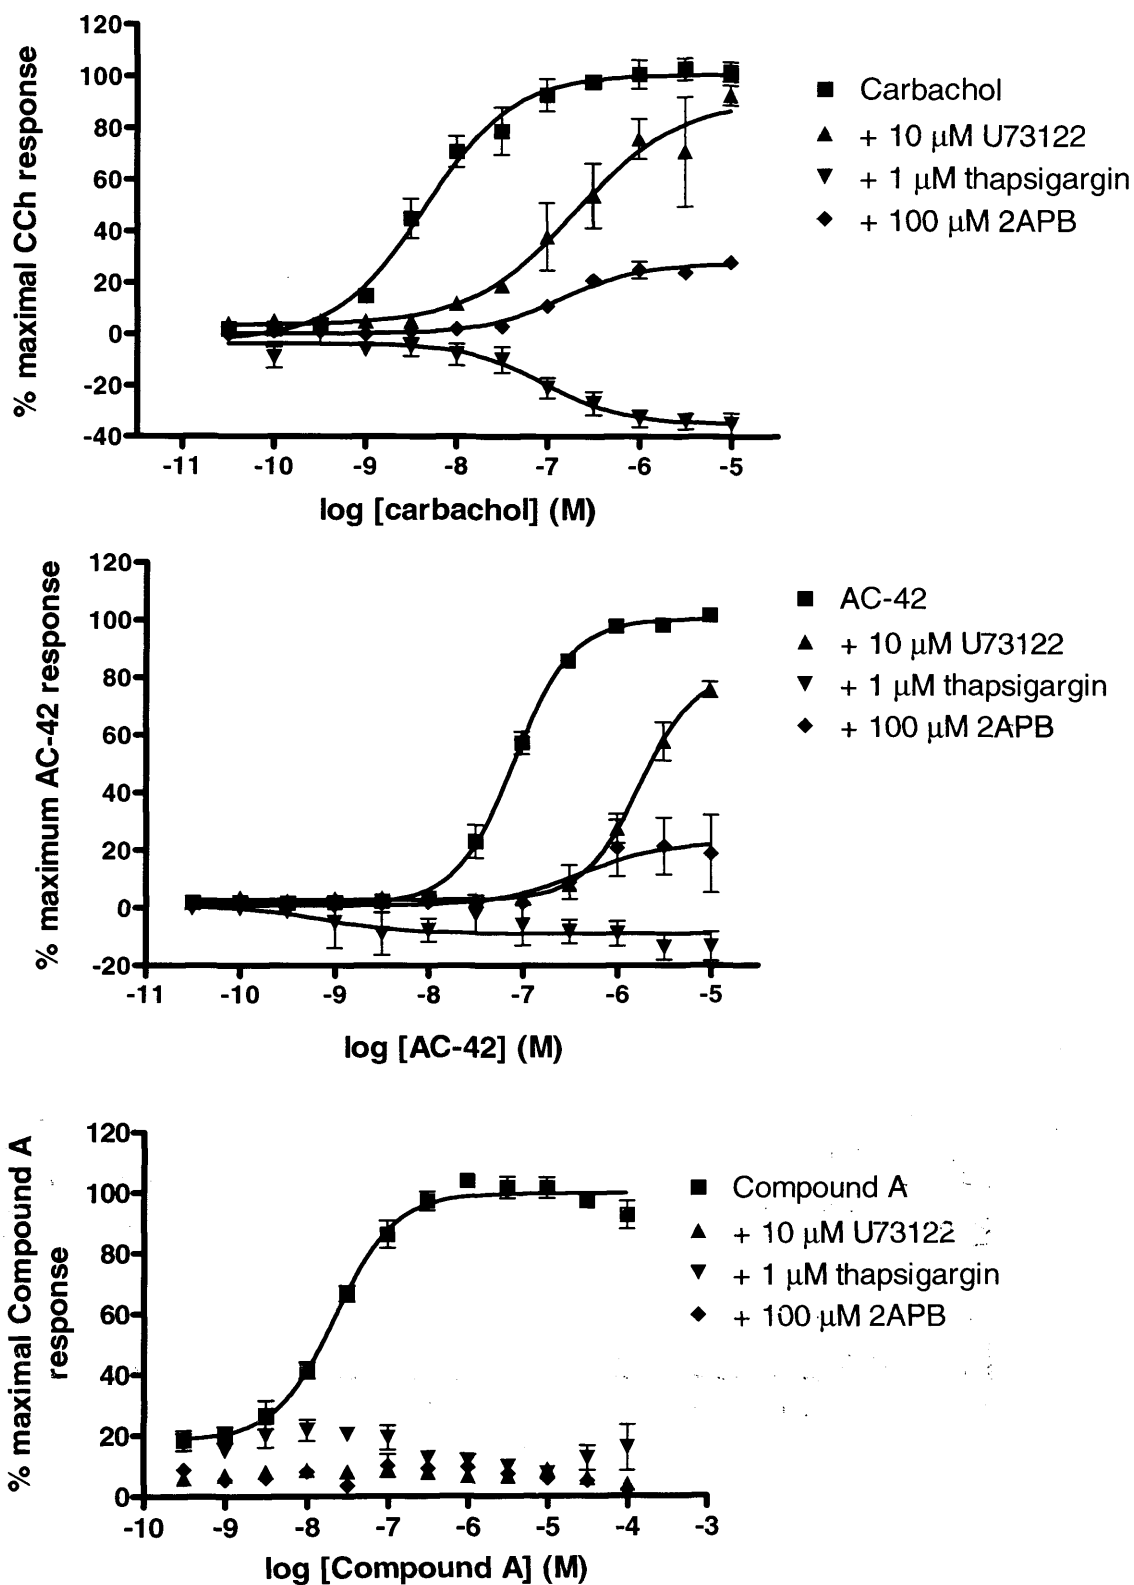 % maximal CCh response
120
100
80
60
40
20
0
-20
-40
-11 -10 -9 -8 -7 -6 -5
log [carbachol] (M)
Carbachol
+ 10 μM U73122
+ 1 μM thapsigargin
+ 100 μM 2APB
% maximum AC-42 response
120
100
80
60
40
20
0
-20
-11 -10 -9 -8 -7 -6 -5
log [AC-42] (M)
AC-42
+ 10 μM U73122
+ 1 μM thapsigargin
+ 100 μM 2APB
% maximal Compound A
response
120
100
80
60
40
20
0
-10 -9 -8 -7 -6 -5 -4 -3
log [Compound A] (M)
Compound A
+ 10 μM U73122
+ 1 μM thapsigargin
+ 100 μM 2APB